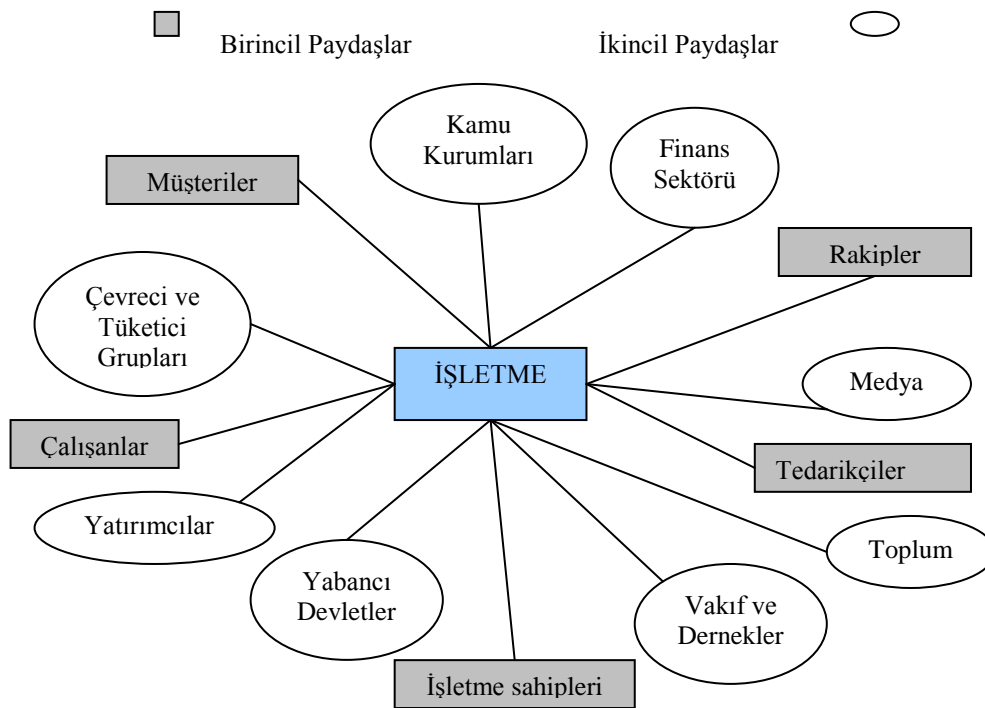 Birincil Paydaşlar
İkincil Paydaşlar
Kamu
Kurumları
Finans
Sektörü
Müşteriler
Rakipler
Çevreci ve
Tüketici
Grupları
İŞLETME
Medya
Çalışanlar
Tedarikçiler
Yatırımcılar
Toplum
Yabancı
Devletler
Vakıf ve
Dernekler
İşletme sahipleri